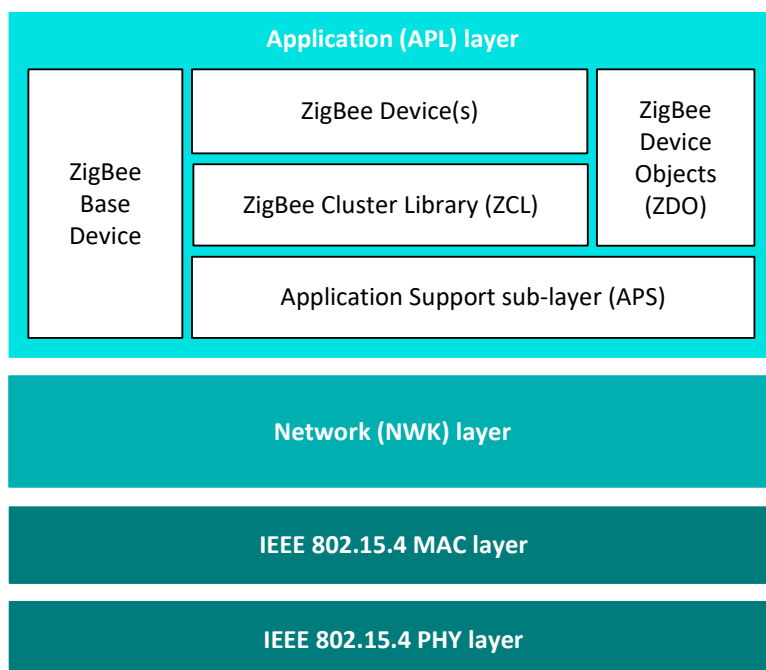 Application (APL) layer
ZigBee
Base
Device
ZigBee Device(s)
ZigBee Cluster Library (ZCL)
ZigBee
Device
Objects
(ZDO)
Application Support sub-layer (APS)
Network (NWK) layer
IEEE 802.15.4 MAC layer
IEEE 802.15.4 PHY layer